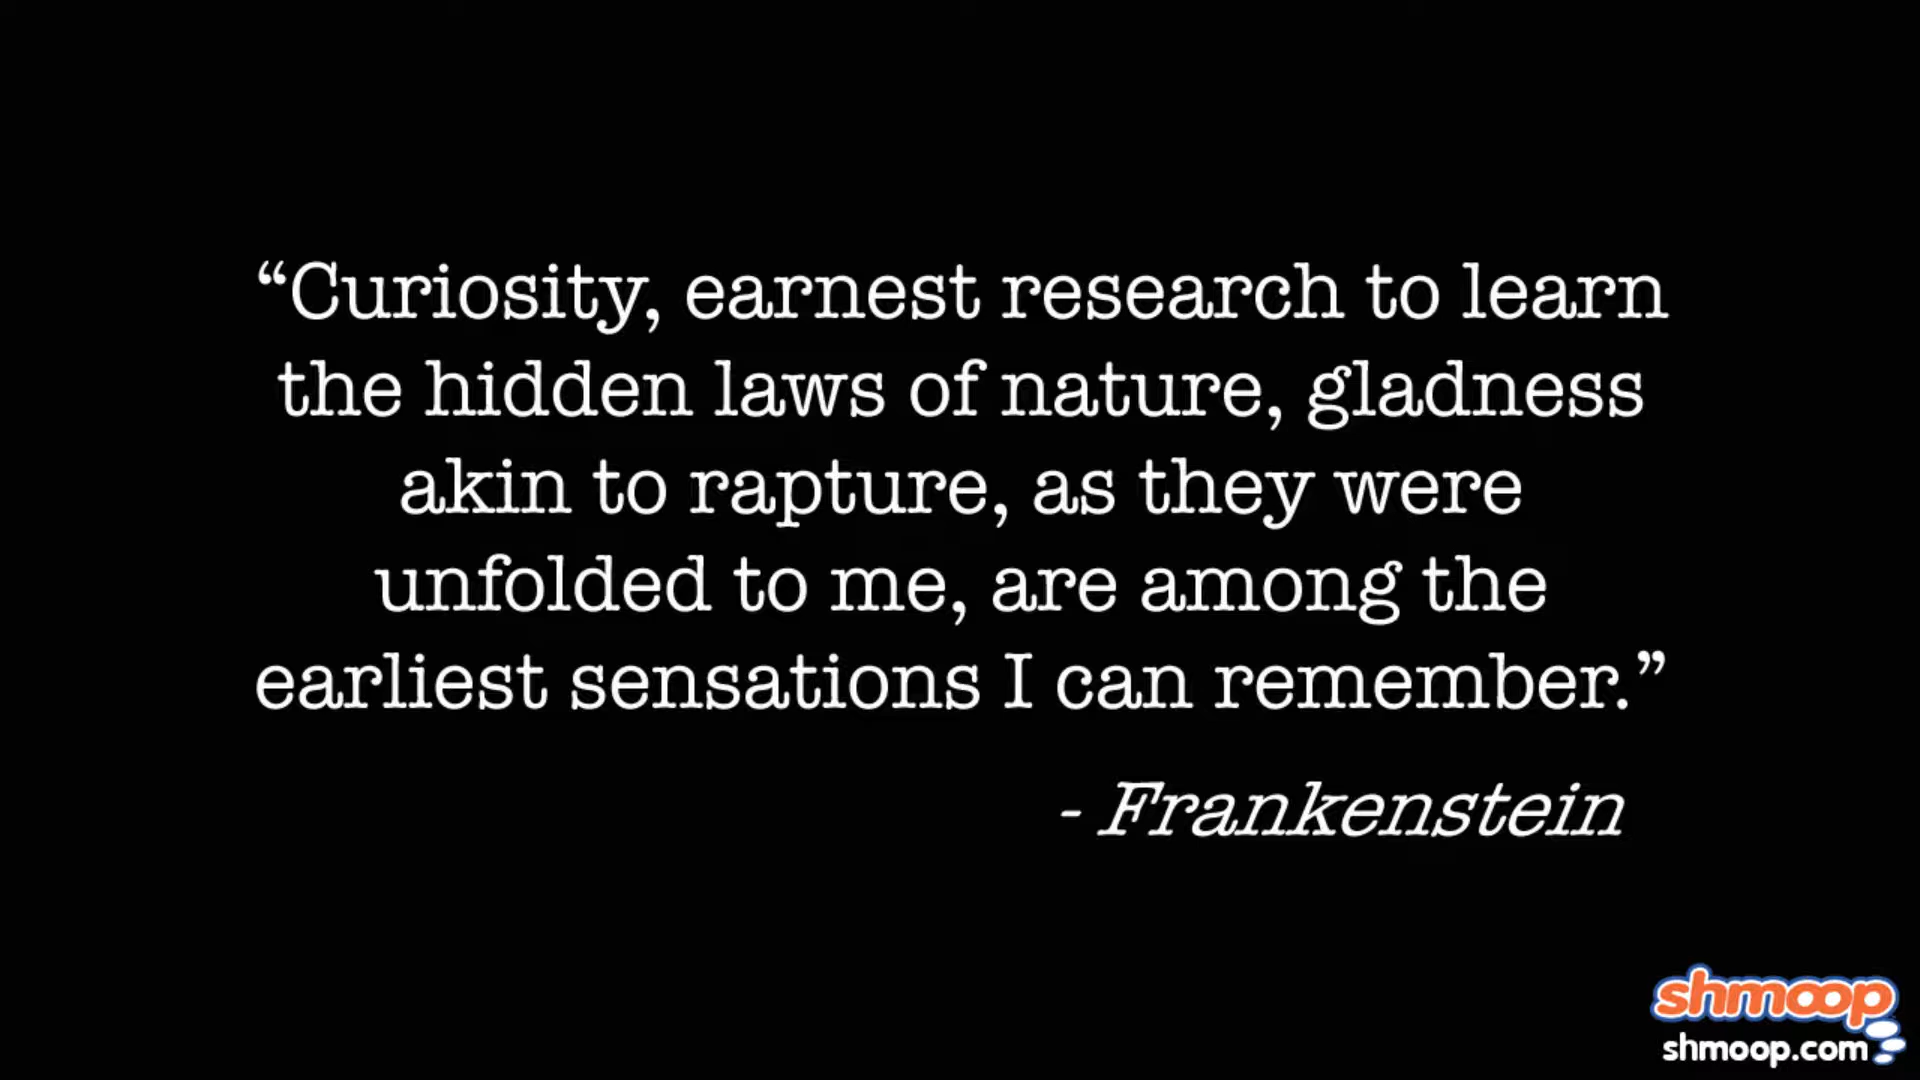 “Curiosity, earnest research to learn
the hidden laws of nature, gladness
akin to rapture, as they were
unfolded to me, are among the
earliest sensations I can remember.”
- Frankenstein
shmoop
shmoop.com